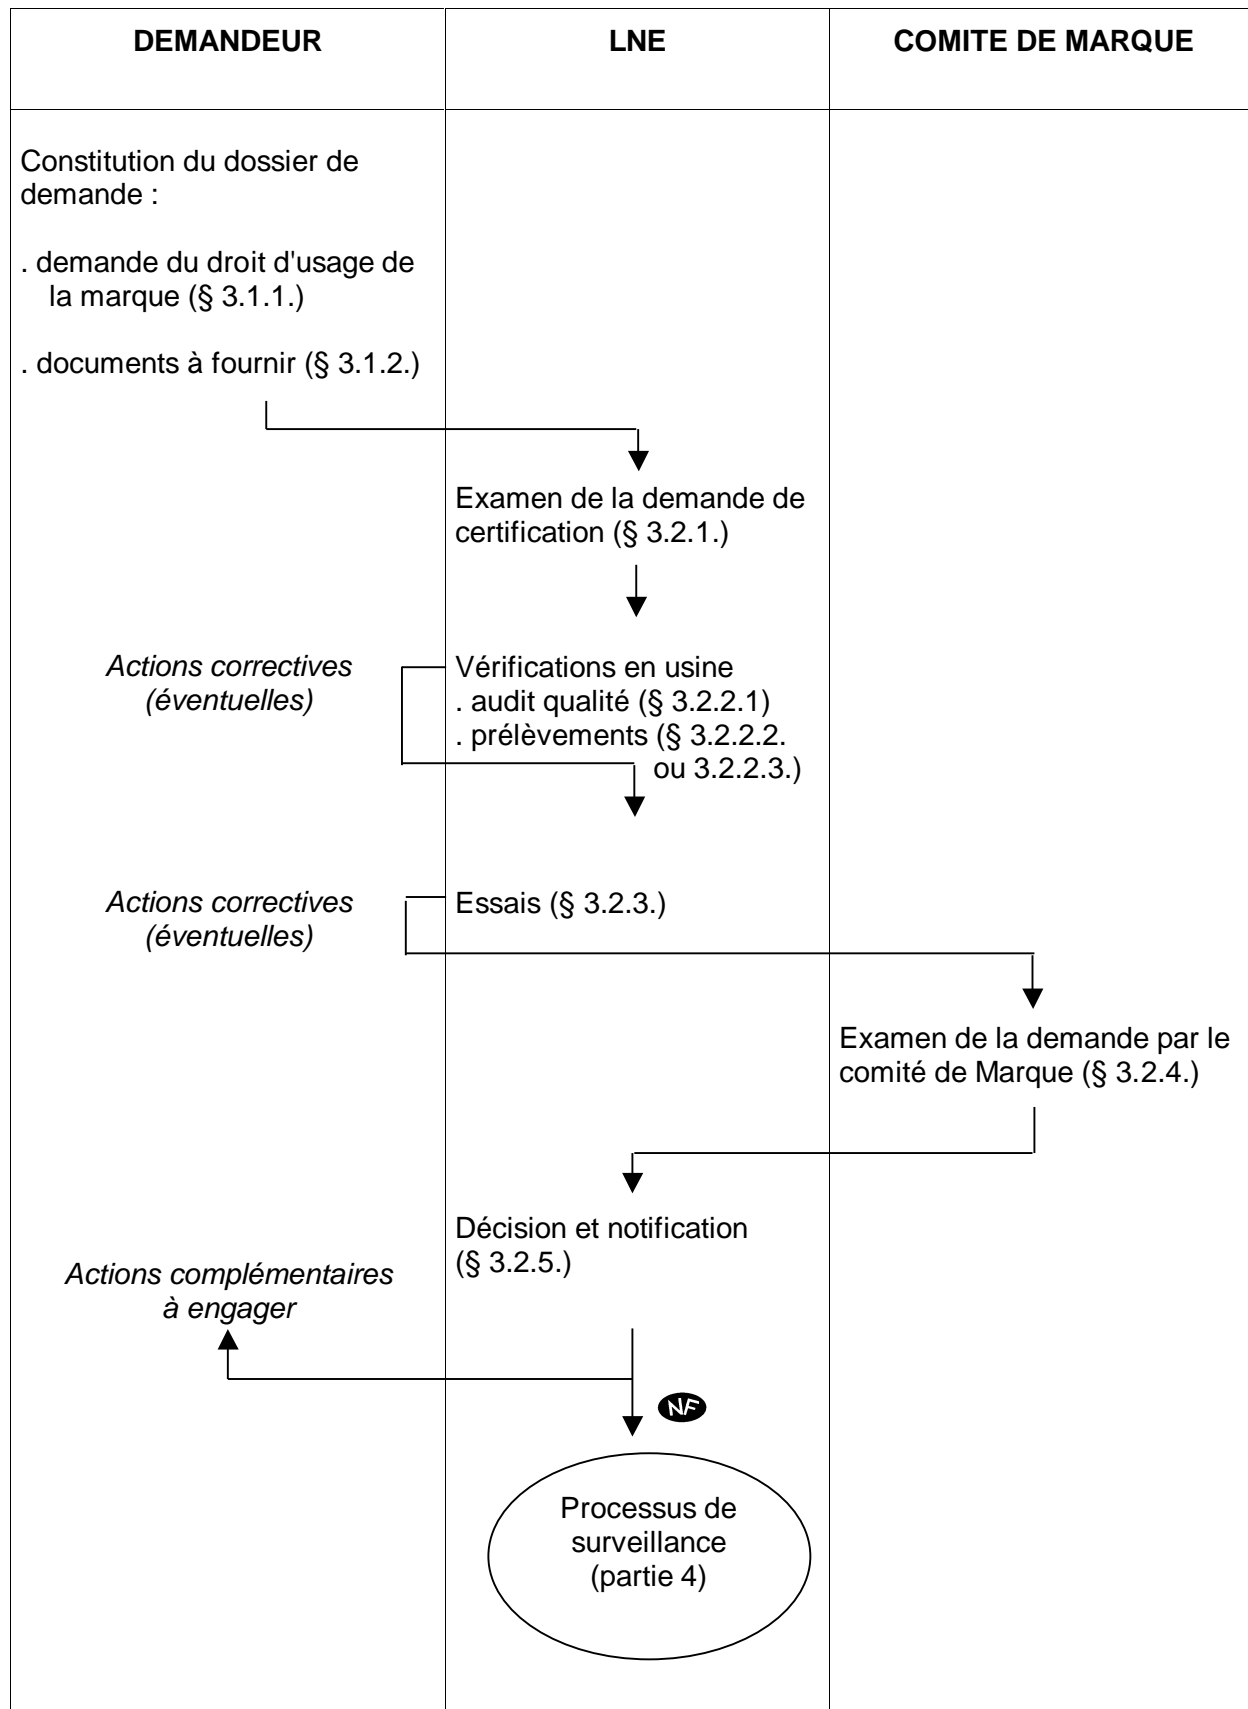 DEMANDEUR
LNE
COMITE DE MARQUE
Constitution du dossier de
demande :
. demande du droit d'usage de
la marque (§ 3.1.1.)
. documents à fournir (§ 3.1.2.)
Examen de la demande de
certification (§ 3.2.1.)
Actions correctives
(éventuelles)
Vérifications en usine
. audit qualité (§ 3.2.2.1)
. prélèvements (§ 3.2.2.2.
ou 3.2.2.3.)
Actions correctives
(éventuelles)
Essais (§ 3.2.3.)
Examen de la demande par le
comité de Marque (§ 3.2.4.)
Décision et notification
(§ 3.2.5.)
Actions complémentaires
à engager
NF
Processus de
surveillance
(partie 4)